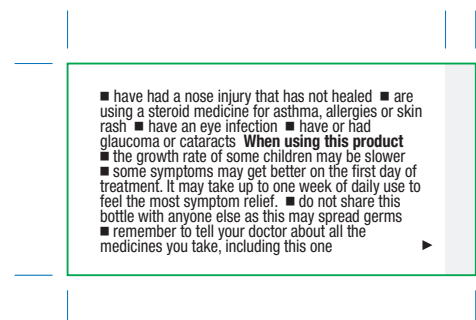 ■ have had a nose injury that has not healed ■ are
using a steroid medicine for asthma, allergies or skin
rash ■ have an eye infection ■ have or had
glaucoma or cataracts When using this product
■ the growth rate of some children may be slower
■ some symptoms may get better on the first day of
treatment. It may take up to one week of daily use to
feel the most symptom relief. ■ do not share this
bottle with anyone else as this may spread germs
■ remember to tell your doctor about all the
medicines you take, including this one ►